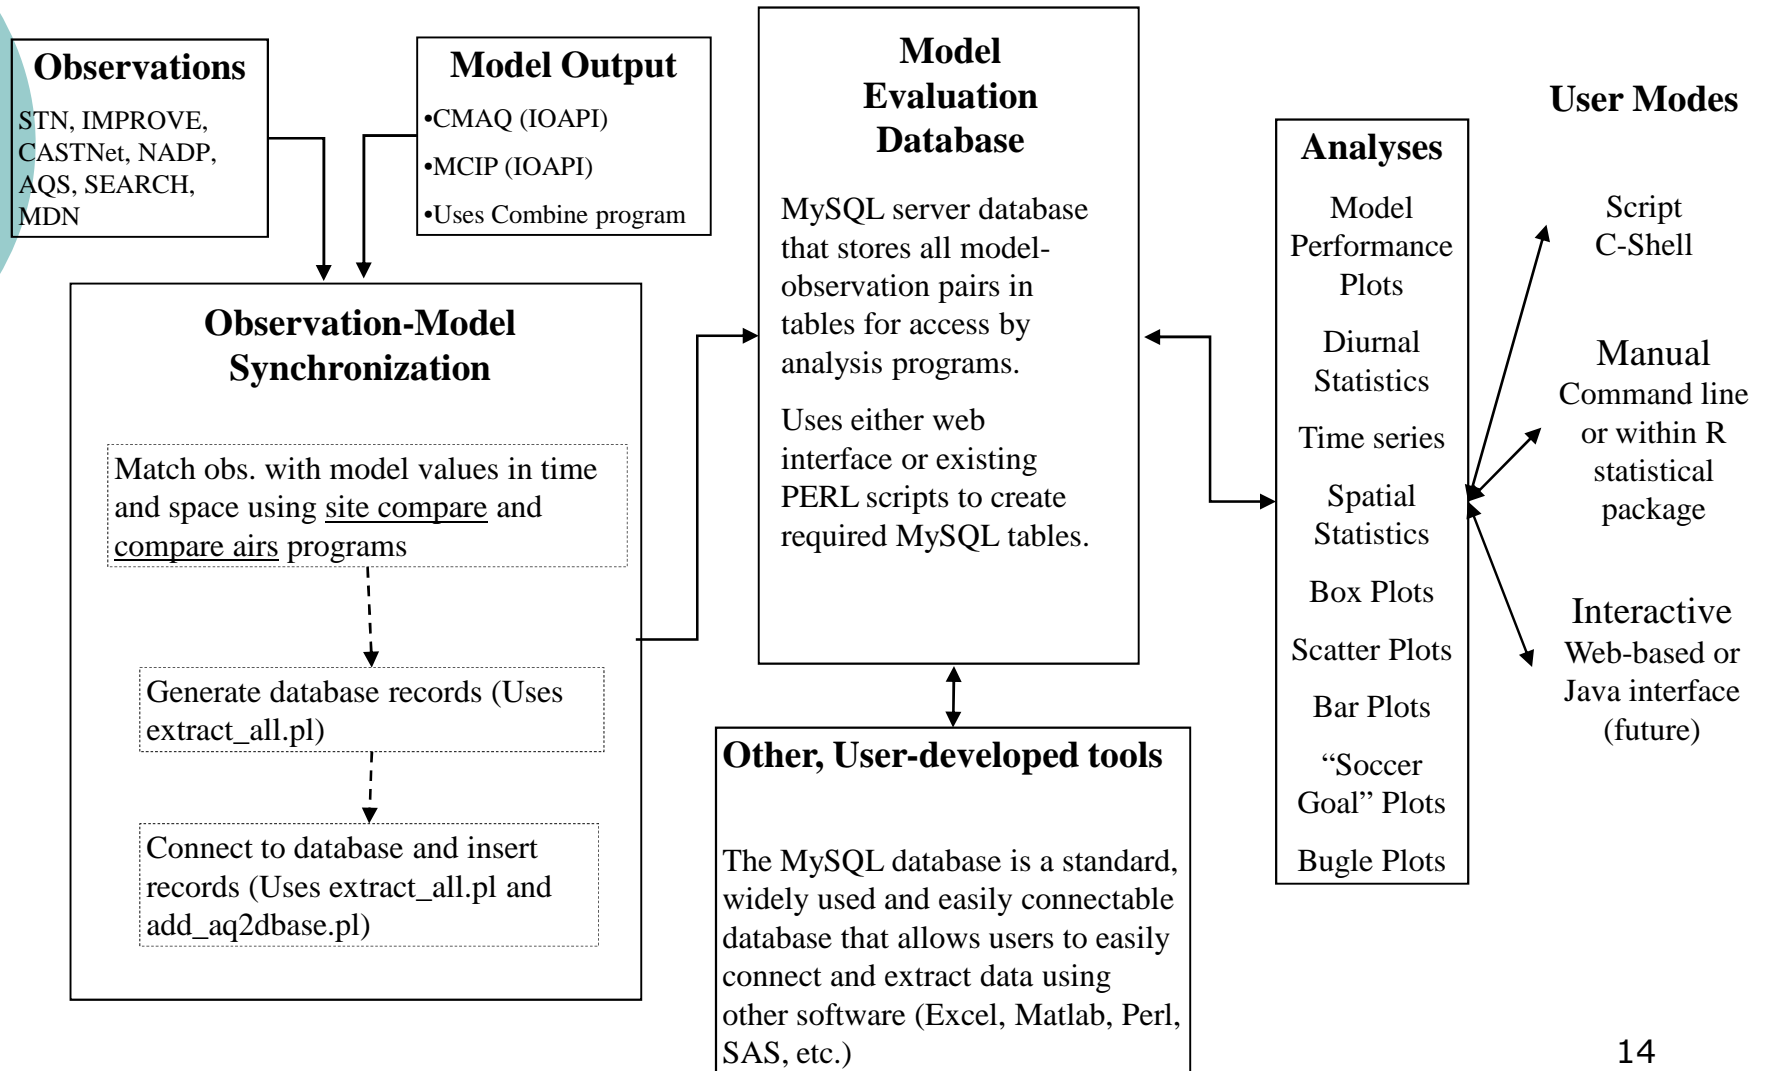 Observations
STN, IMPROVE,
CASTNet, NADP,
AQS, SEARCH,
MDN
Model Output
•CMAQ (IOAPI)
•MCIP (IOAPI)
•Uses Combine program
Observation-Model
Synchronization
Match obs. with model values in time
and space using site compare and
compare airs programs
Generate database records (Uses
extract_all.pl)
Connect to database and insert
records (Uses extract_all.pl and
add_aq2dbase.pl)
Model
Evaluation
Database
MySQL server database
that stores all model-
observation pairs in
tables for access by
analysis programs.
Uses either web
interface or existing
PERL scripts to create
required MySQL tables.
Other, User-developed tools
The MySQL database is a standard,
widely used and easily connectable
database that allows users to easily
connect and extract data using
other software (Excel, Matlab, Perl,
SAS, etc.)
Analyses
Model
Performance
Plots
Diurnal
Statistics
Time series
Spatial
Statistics
Box Plots
Scatter Plots
Bar Plots
“Soccer
Goal” Plots
Bugle Plots
User Modes
Script
C-Shell
Manual
Command line
or within R
statistical
package
Interactive
Web-based or
Java interface
(future)
14